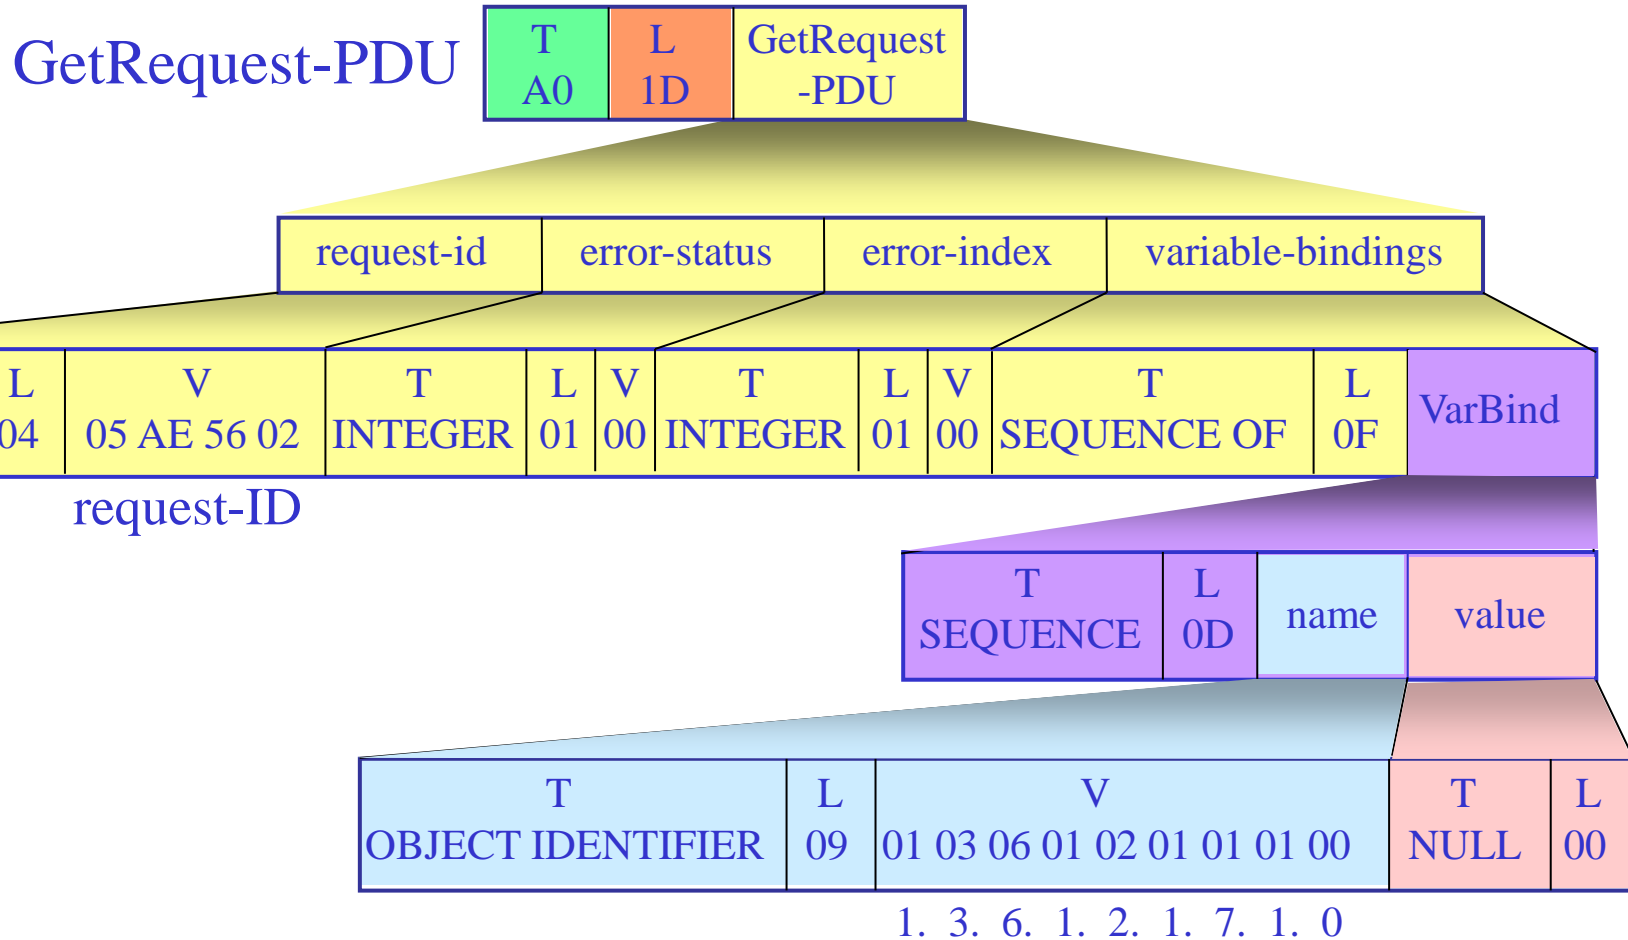 GetRequest-PDU
T L GetRequest
A0 1D -PDU
request-id error-status error-index variable-bindings
L V T L V T L V T L VarBind
04 05 AE 56 02 INTEGER 01 00 INTEGER 01 00 SEQUENCE OF 0F
request-ID
T L name value
SEQUENCE 0D
T L V T L
OBJECT IDENTIFIER 09 01 03 06 01 02 01 01 01 00 NULL 00
1. 3. 6. 1. 2. 1. 7. 1. 0